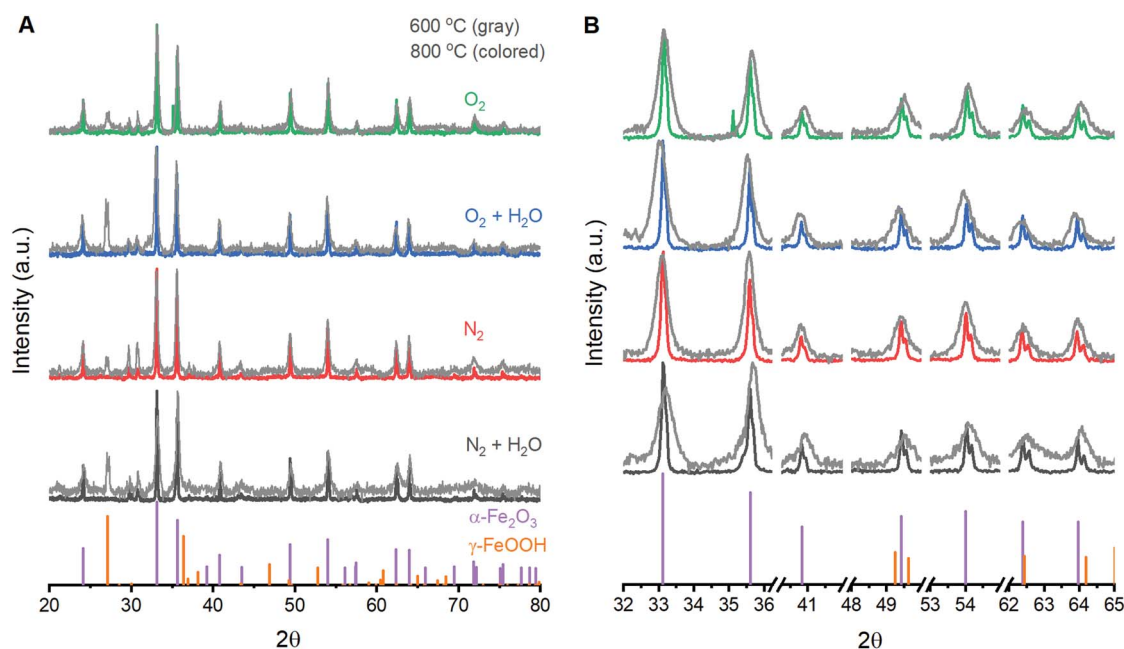 A
600 °C (gray)
800 °C (colored)
O₂
O₂ + H₂O
N₂
N₂ + H₂O
α-Fe₂O₃
γ-FeOOH
Intensity (a.u.)
20 30 40 50 60 70 80
2θ
B
Intensity (a.u.)
32 33 34 35 36 41 48 49 53 54 62 63 64 65
2θ